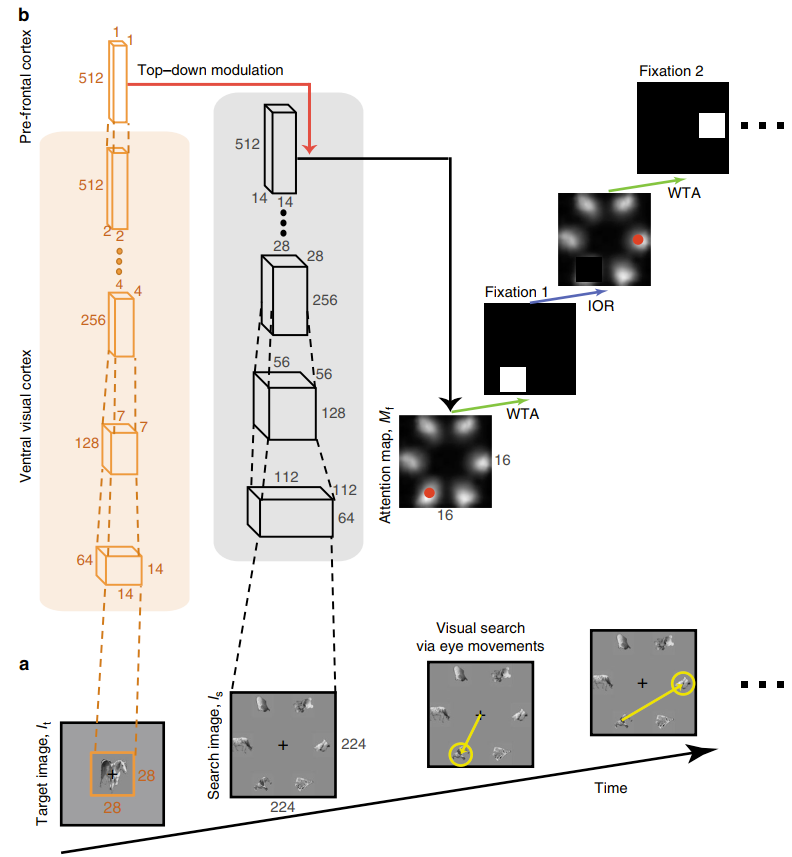 b
Pre-frontal cortex
1
1
512
Top–down modulation
Fixation 2
WTA
512
2
2
512
14
14
28
28
256
Fixation 1
IOR
4
4
256
Ventral visual cortex
56
56
128
WTA
7
7
128
Attention map, Mf
16
16
112
112
64
64
14
14
a
Visual search
via eye movements
Target image, It
28
28
Search image, Is
224
224
Time